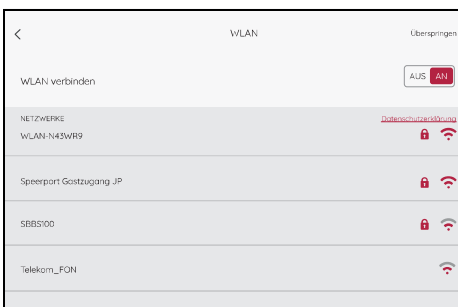 WLAN
Überspringen
WLAN verbinden
AUS AN
NETZWERKE
Datenschutzerklärung
WLAN-N43WR9
Speerport Gastzugang JP
SBBS100
Telekom_FON